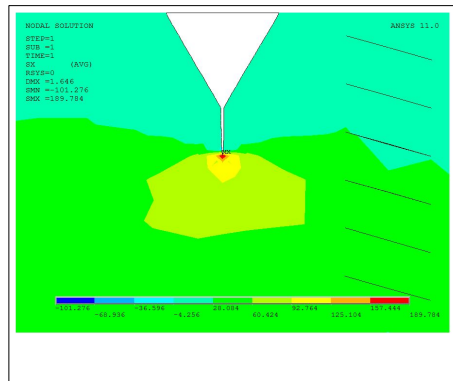 NODAL SOLUTION
ANSYS 11.0
STEP=1
SUB =1
TIME=1
SX (AVG)
RSYS=0
DMX =1.646
SMN =-101.276
SMX =189.784
MX
-101.276 -36.596 28.084 92.764 157.444
-68.936 -4.256 60.424 125.104 189.784